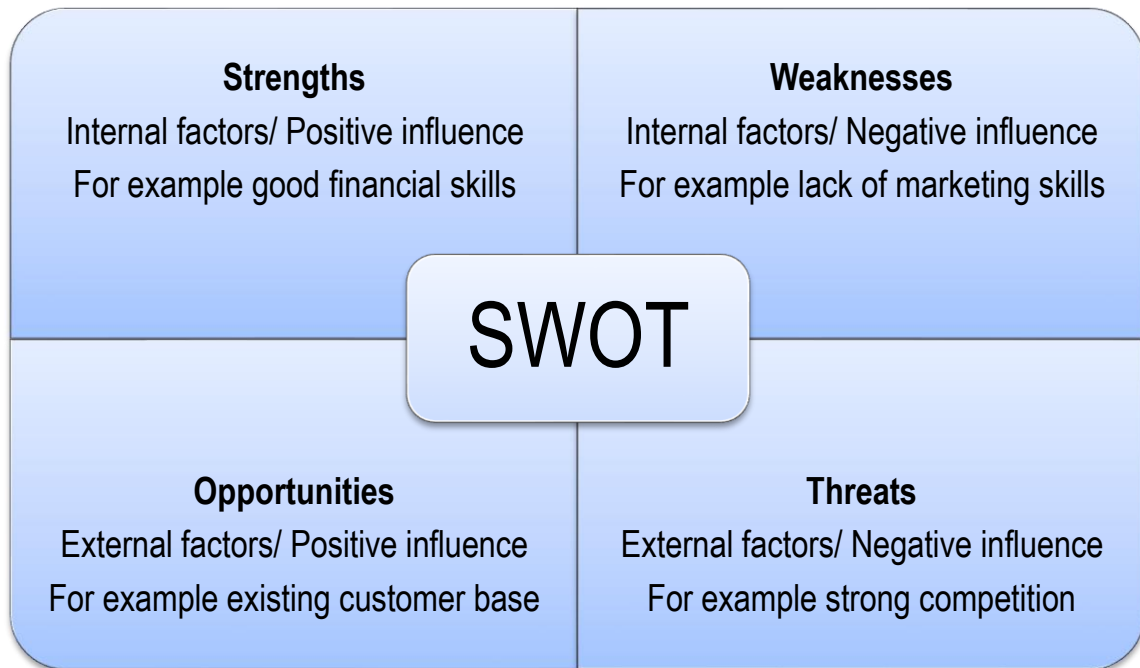 Strengths
Internal factors/ Positive influence
For example good financial skills
Weaknesses
Internal factors/ Negative influence
For example lack of marketing skills
SWOT
Opportunities
External factors/ Positive influence
For example existing customer base
Threats
External factors/ Negative influence
For example strong competition